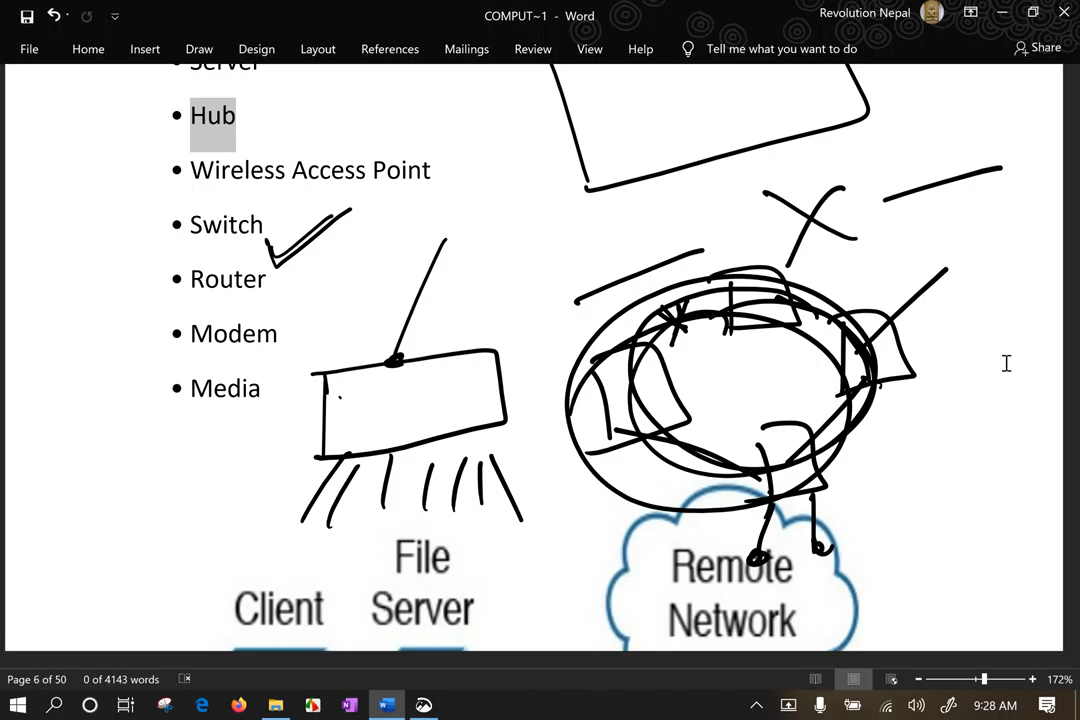 COMPUT~1 - Word
Revolution Nepal
File Home Insert Draw Design Layout References Mailings Review View Help Tell me what you want to do Share
• Server
• Hub
• Wireless Access Point
• Switch
• Router
• Modem
• Media
Client
File
Server
Remote
Network
Page 6 of 50 0 of 4143 words 172%
9:28 AM